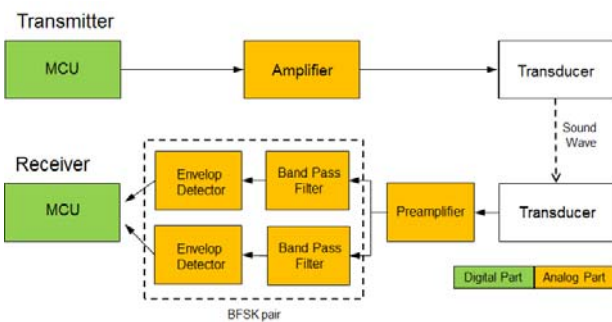 Transmitter
MCU
Amplifier
Transducer
Sound
Wave
Receiver
MCU
Envelop
Detector
Band Pass
Filter
Preamplifier
Transducer
Envelop
Detector
Band Pass
Filter
Digital Part
Analog Part
BFSK pair